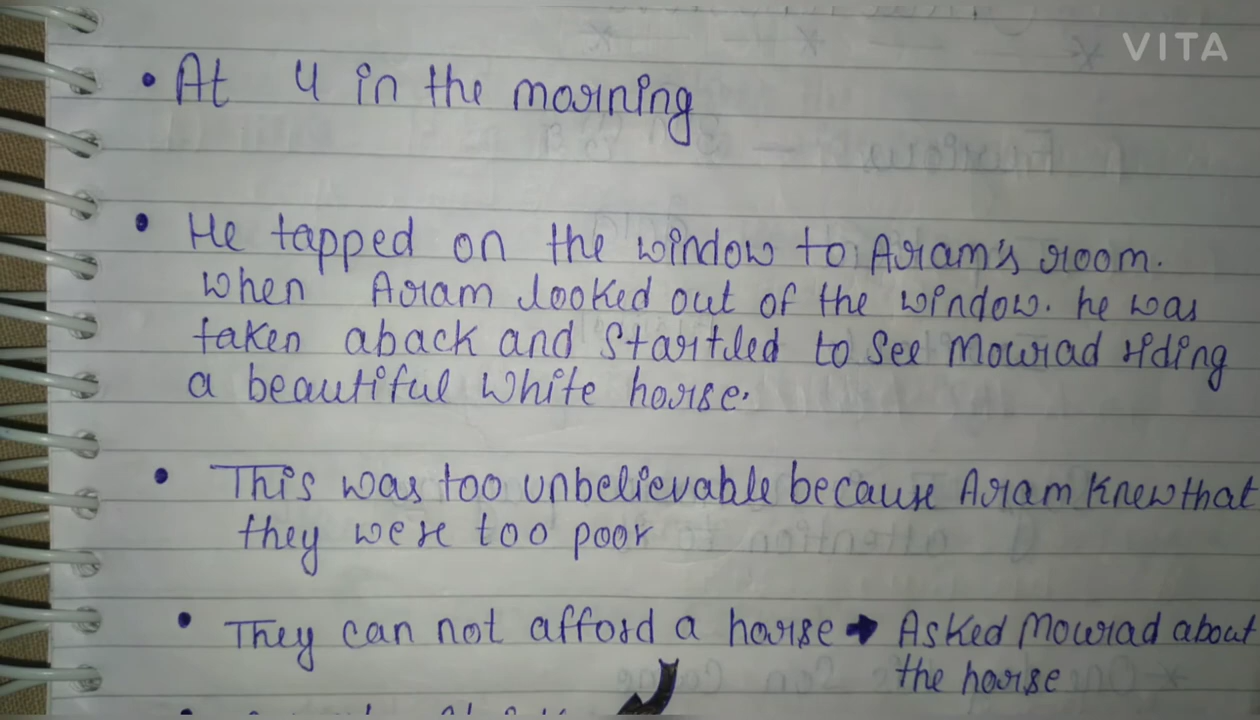 VITA
• At 4 in the morning
• He tapped on the window to Aram's room.
when Aram looked out of the window. he was
taken aback and startled to see Mourad riding
a beautiful white horse.
• This was too unbelievable because Aram knew that
they were too poor
• They can not afford a horse → Asked Mourad about
the horse